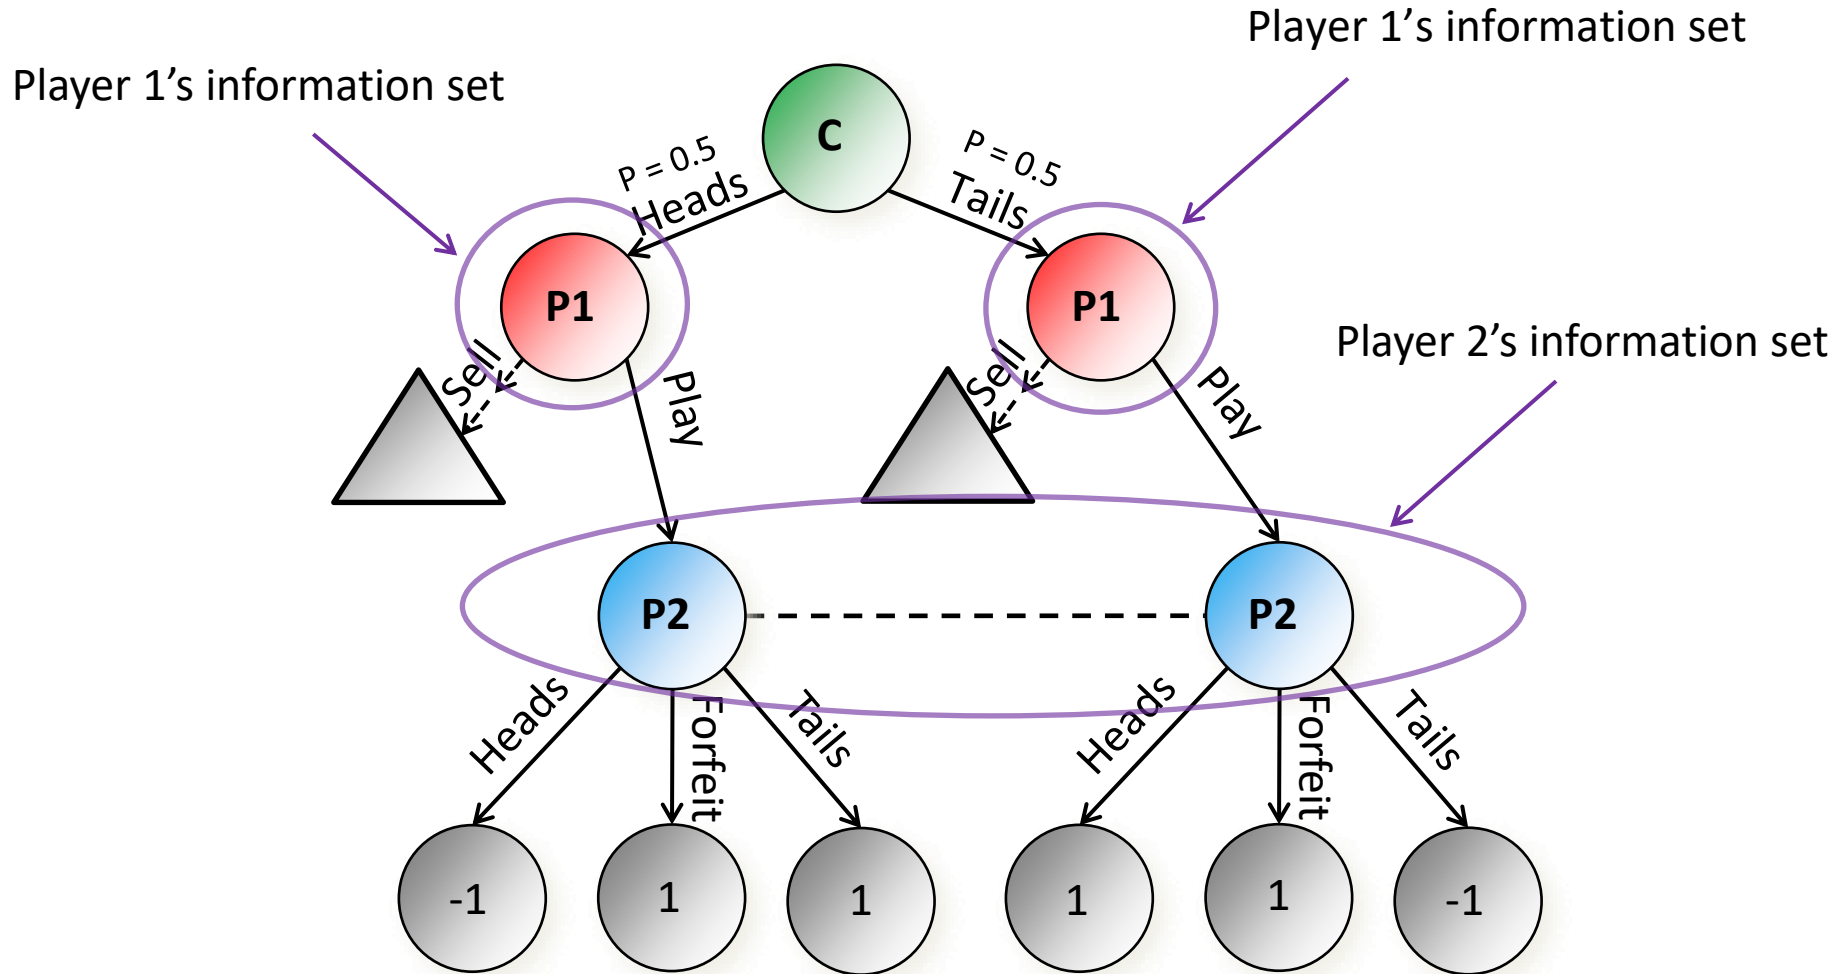 Player 1’s information set
Player 1’s information set
C
P = 0.5
Heads
P = 0.5
Tails
P1
P1
Player 2’s information set
Sell
Play
Sell
Play
P2
P2
Heads
Forfeit
Tails
Heads
Forfeit
Tails
-1
1
1
1
1
-1